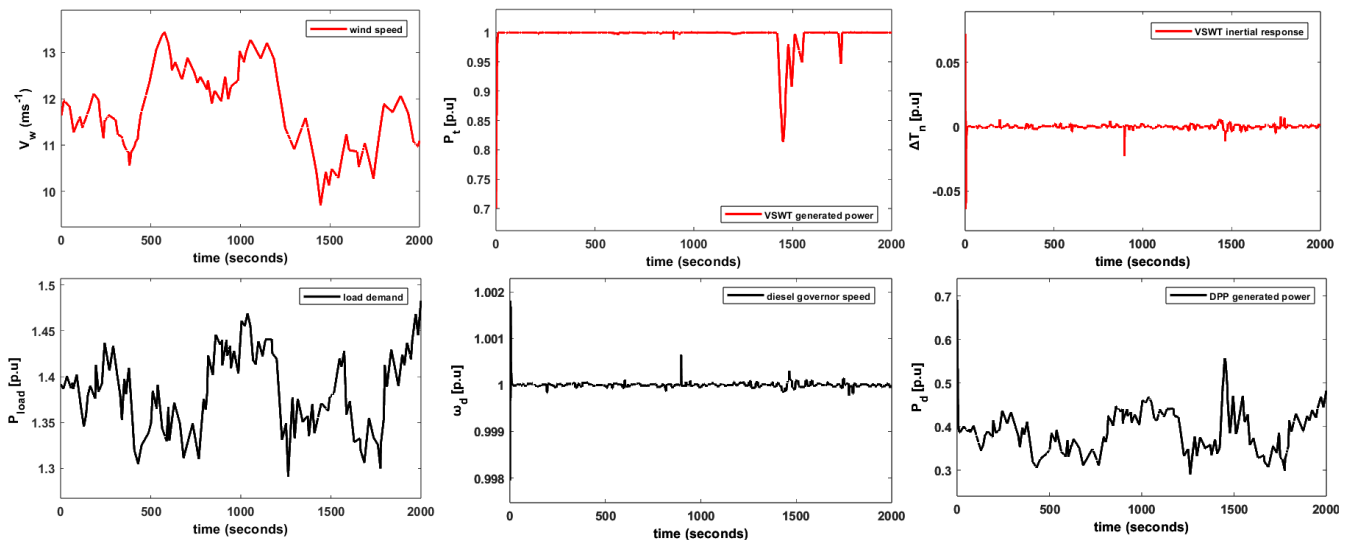 wind speed
V_w (ms^-1)
13
12
11
10
0 500 1000 1500 2000
time (seconds)
VSWT generated power
P_t [p.u]
1
0.95
0.9
0.85
0.8
0.75
0.7
0 500 1000 1500 2000
time (seconds)
VSWT inertial response
ΔT_n [p.u]
0.05
0
-0.05
0 500 1000 1500 2000
time (seconds)
load demand
P_load [p.u]
1.5
1.45
1.4
1.35
1.3
0 500 1000 1500 2000
time (seconds)
diesel governor speed
ω_d [p.u]
1.002
1.001
1
0.999
0.998
0 500 1000 1500 2000
time (seconds)
DPP generated power
P_d [p.u]
0.7
0.6
0.5
0.4
0.3
0 500 1000 1500 2000
time (seconds)